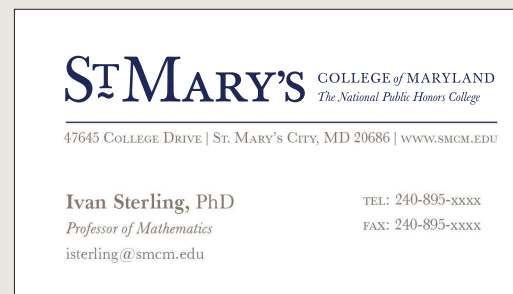 ST MARY'S COLLEGE of MARYLAND
The National Public Honors College
47645 COLLEGE DRIVE | ST. MARY'S CITY, MD 20686 | WWW.SMCM.EDU
Ivan Sterling, PhD
Professor of Mathematics
isterling@smcm.edu
TEL: 240-895-xxxx
FAX: 240-895-xxxx